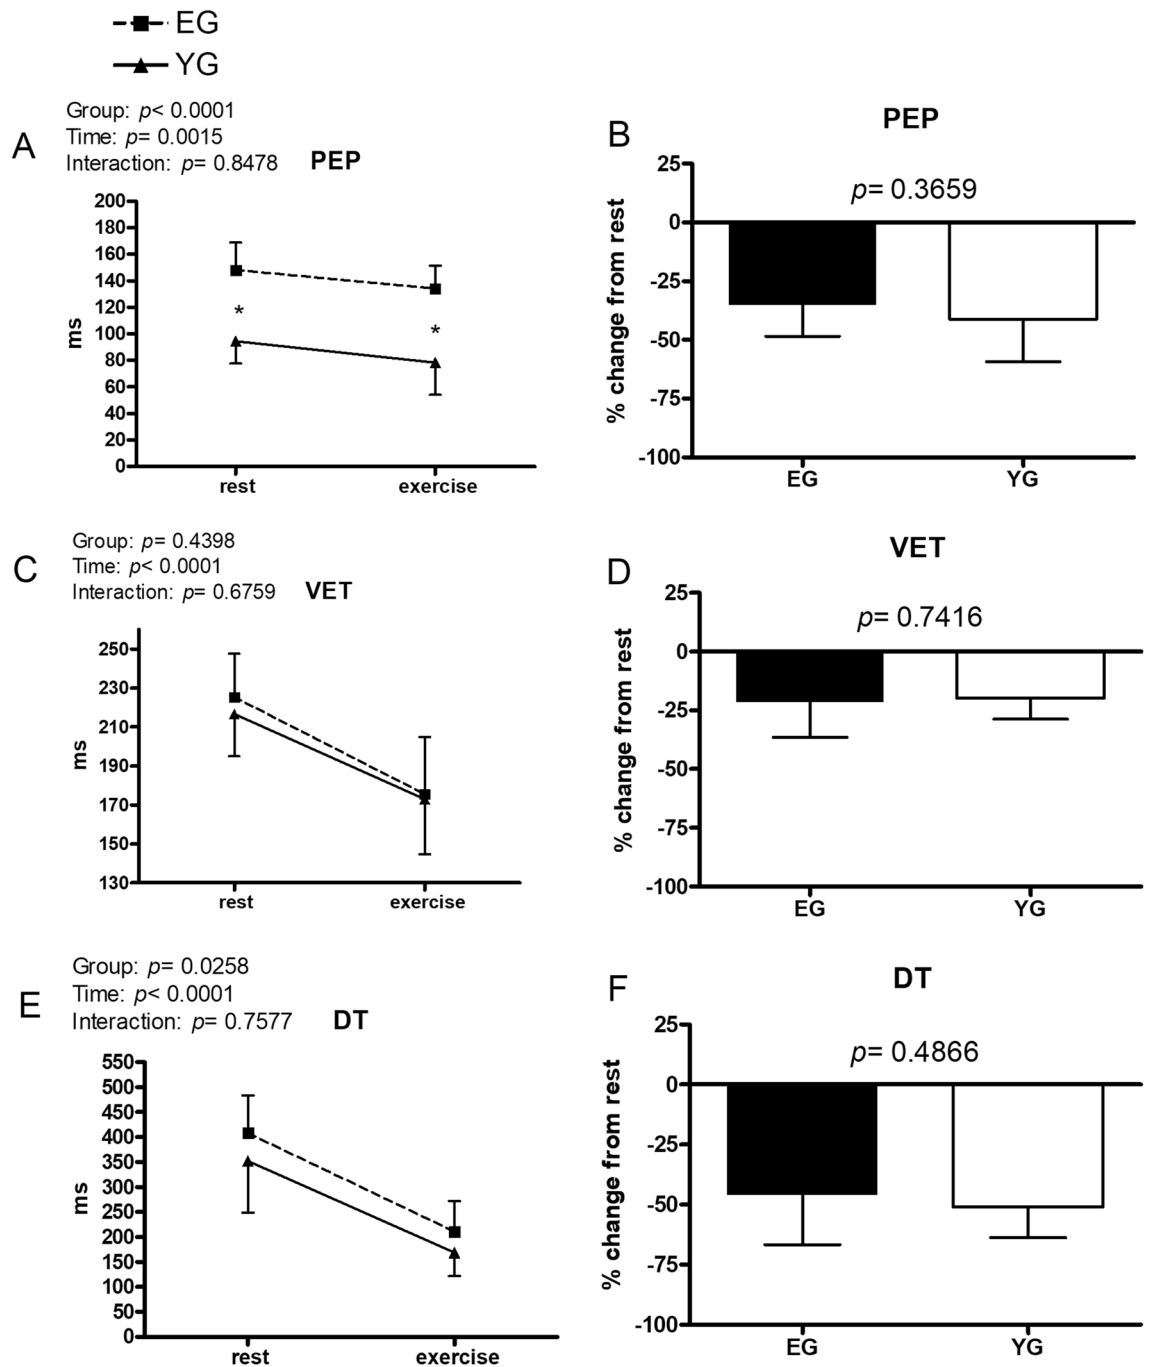 EG
YG
A
Group: p< 0.0001
Time: p= 0.0015
Interaction: p= 0.8478
PEP
200
180
160
140
120
100
80
60
40
20
0
ms
*
*
rest exercise
B
PEP
p= 0.3659
25
0
-25
-50
-75
-100
% change from rest
EG YG
C
Group: p= 0.4398
Time: p< 0.0001
Interaction: p= 0.6759
VET
250
230
210
190
170
150
130
ms
rest exercise
D
VET
p= 0.7416
25
0
-25
-50
-75
-100
% change from rest
EG YG
E
Group: p= 0.0258
Time: p< 0.0001
Interaction: p= 0.7577
DT
550
500
450
400
350
300
250
200
150
100
50
0
ms
rest exercise
F
DT
p= 0.4866
25
0
-25
-50
-75
-100
% change from rest
EG YG